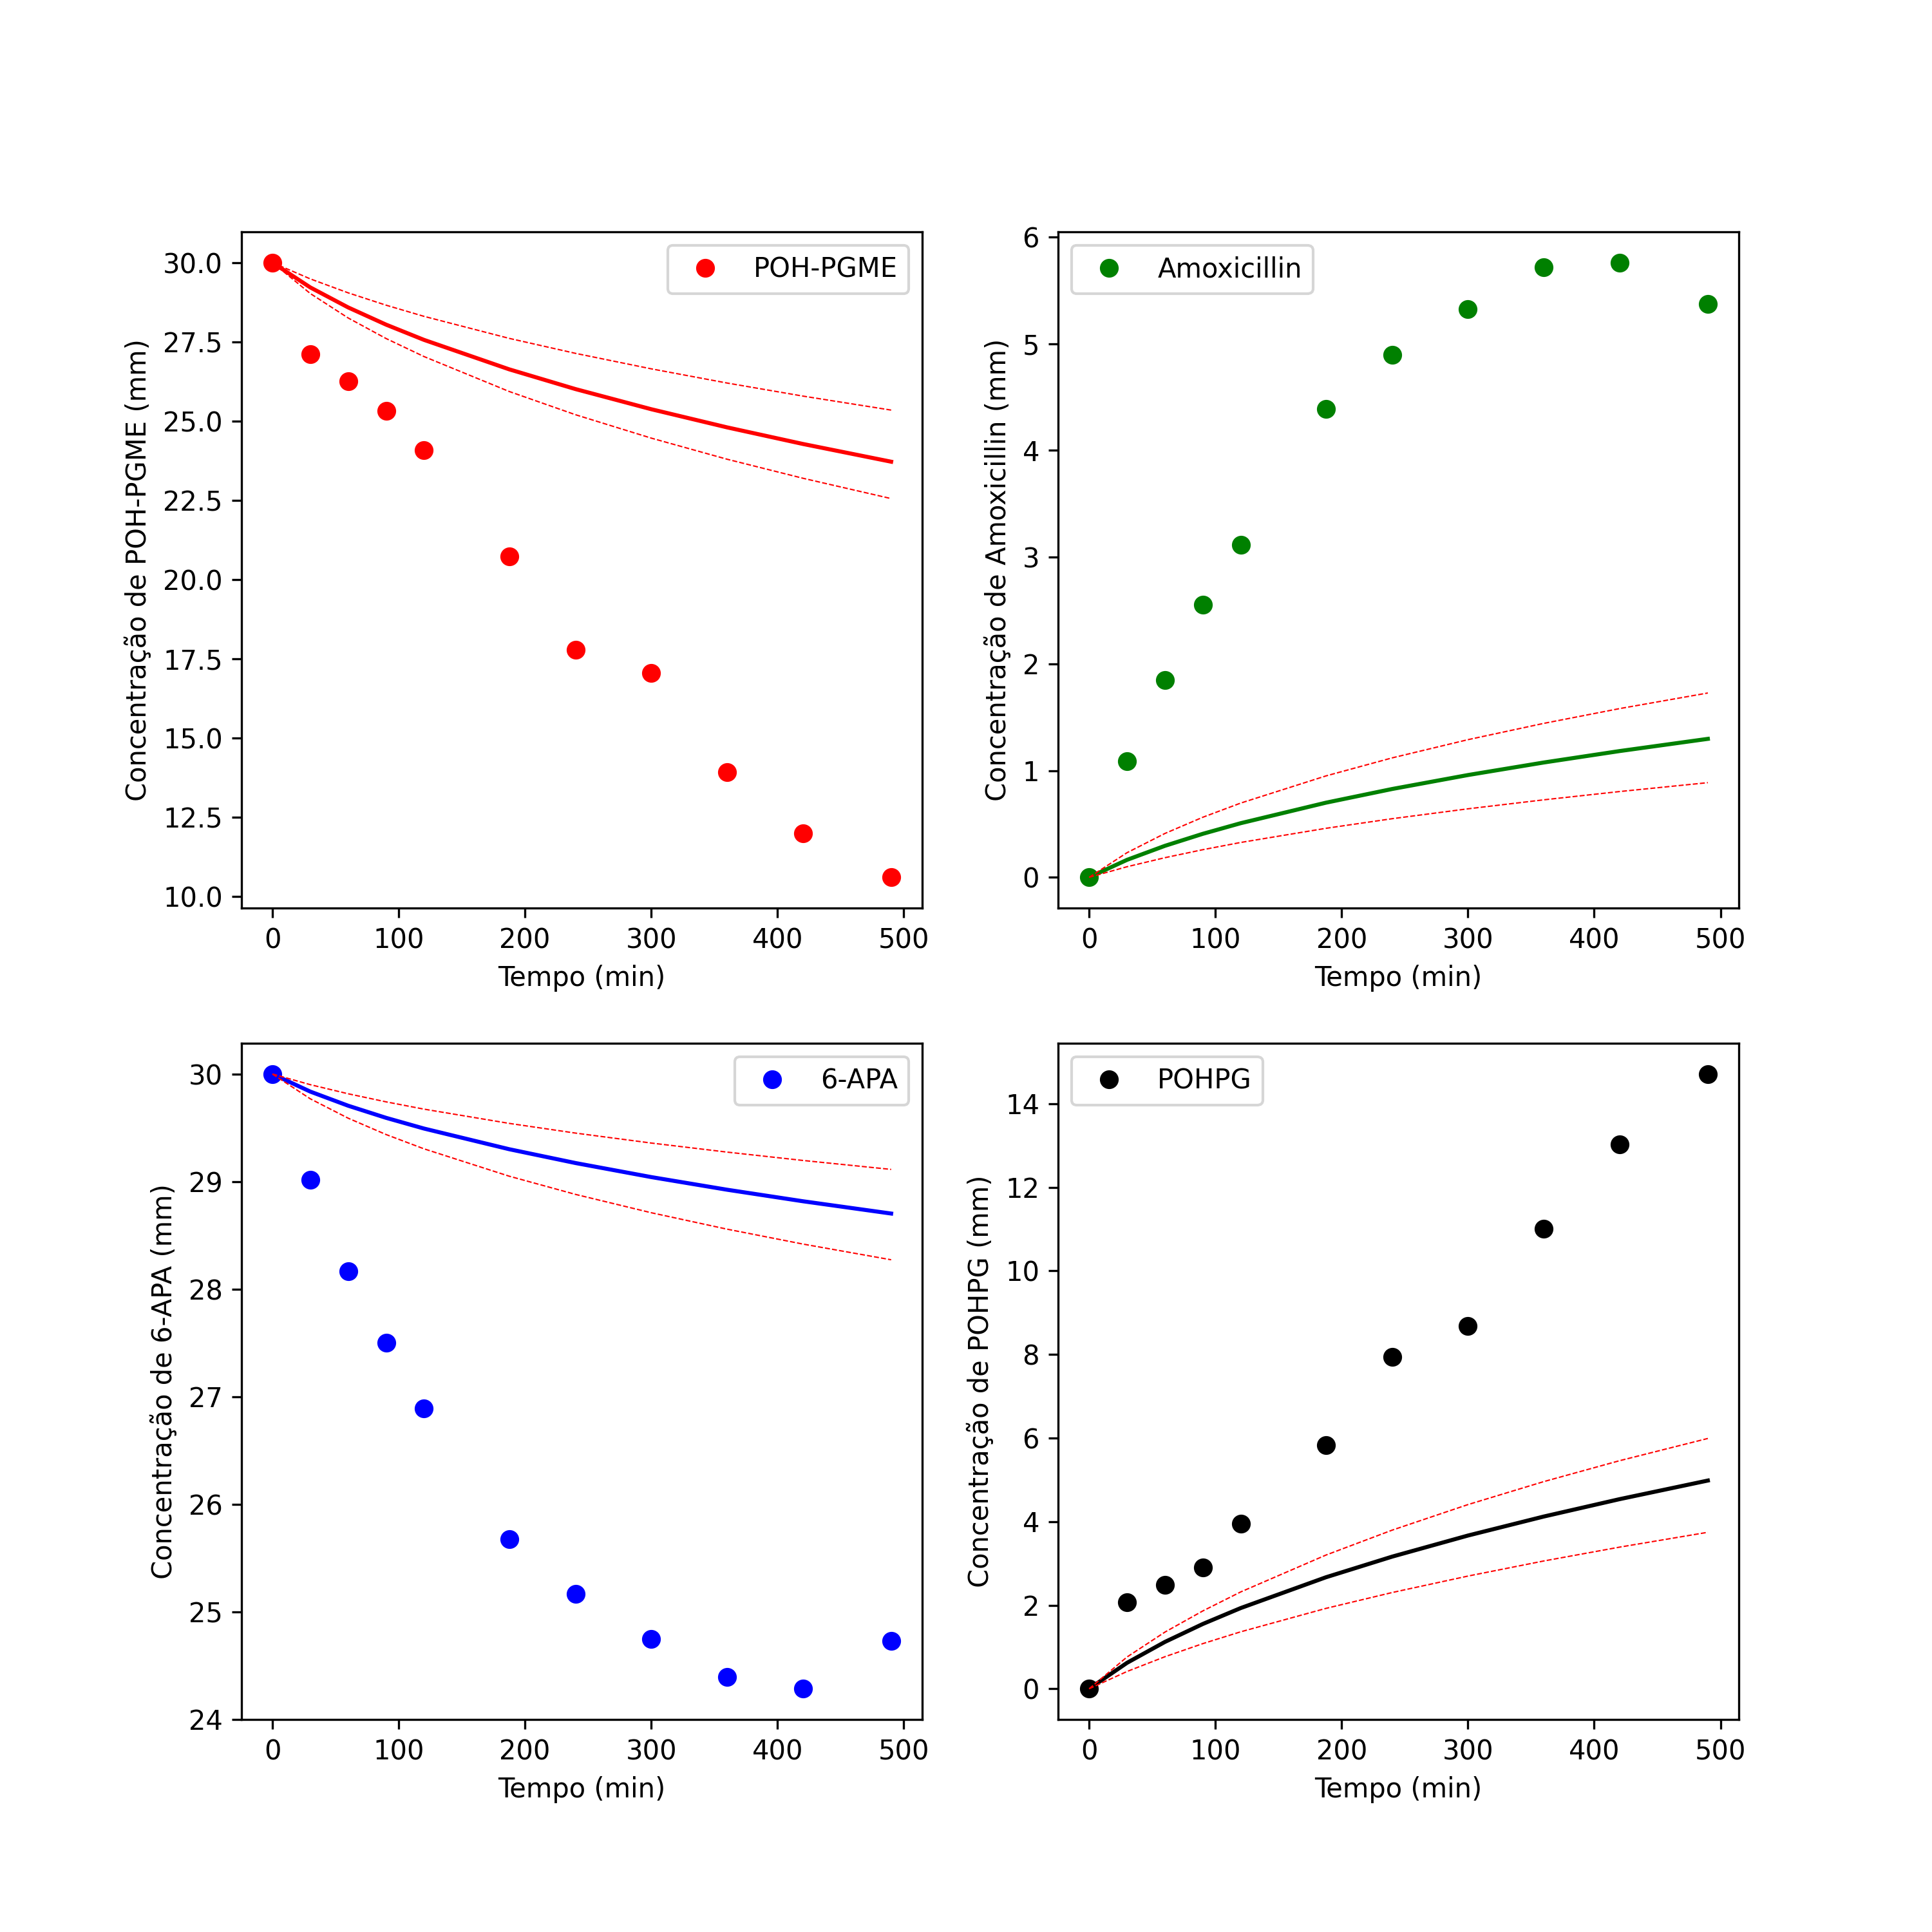 POH-PGME
30.0
27.5
25.0
22.5
20.0
17.5
15.0
12.5
10.0
Concentração de POH-PGME (mm)
0 100 200 300 400 500
Tempo (min)
Amoxicillin
6
5
4
3
2
1
0
Concentração de Amoxicillin (mm)
0 100 200 300 400 500
Tempo (min)
6-APA
30
29
28
27
26
25
24
Concentração de 6-APA (mm)
0 100 200 300 400 500
Tempo (min)
POHPG
14
12
10
8
6
4
2
0
Concentração de POHPG (mm)
0 100 200 300 400 500
Tempo (min)